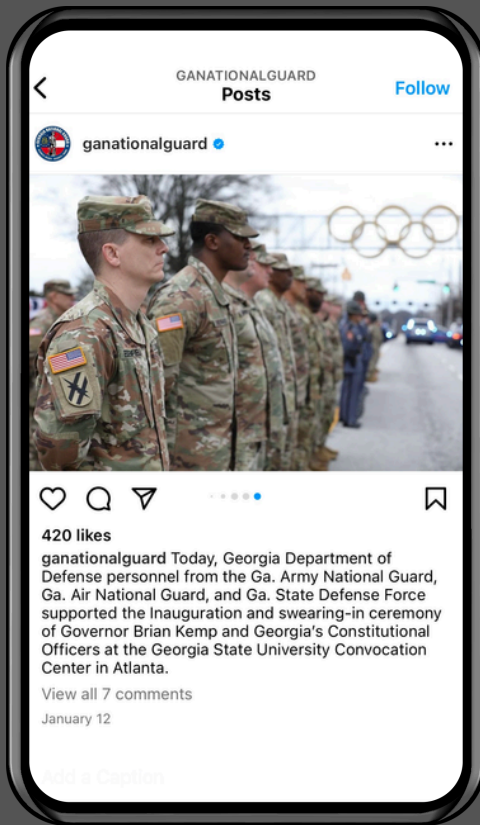 GANATIONALGUARD
Posts
Follow
ganationalguard
420 likes
ganationalguard Today, Georgia Department of
Defense personnel from the Ga. Army National Guard,
Ga. Air National Guard, and Ga. State Defense Force
supported the Inauguration and swearing-in ceremony
of Governor Brian Kemp and Georgia's Constitutional
Officers at the Georgia State University Convocation
Center in Atlanta.
View all 7 comments
January 12
Add a Caption